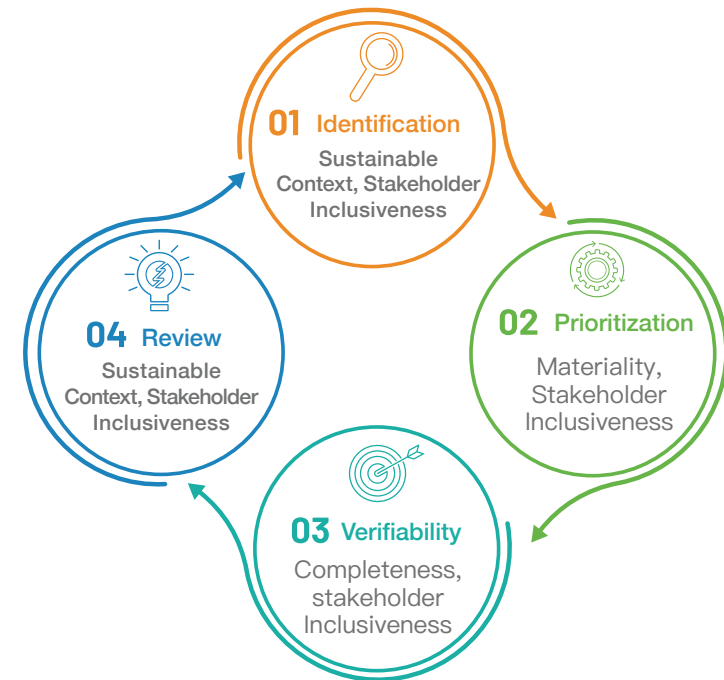 01 Identification
Sustainable
Context, Stakeholder
Inclusiveness
02 Prioritization
Materiality,
Stakeholder
Inclusiveness
03 Verifiability
Completeness,
stakeholder
Inclusiveness
04 Review
Sustainable
Context, Stakeholder
Inclusiveness